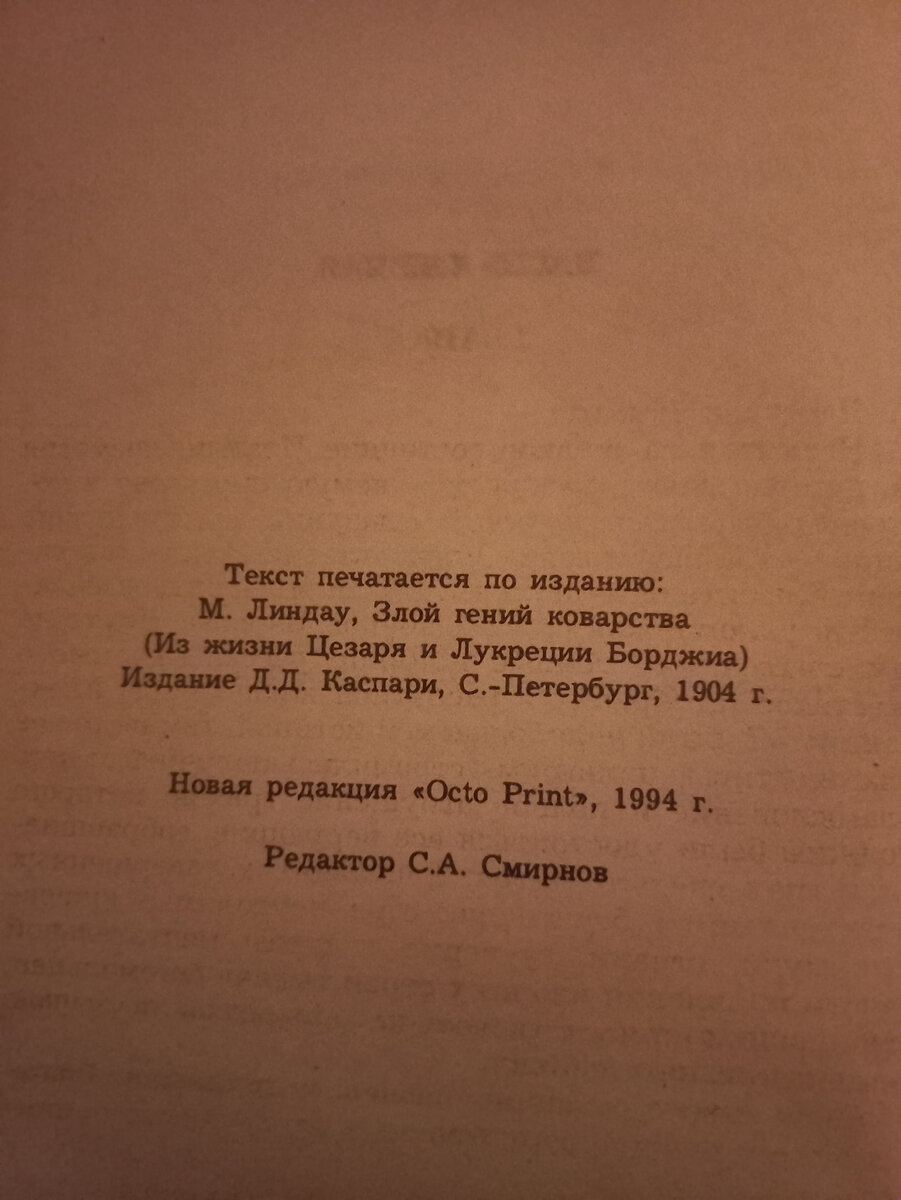 Текст печатается по изданию:
М. Линдау, Злой гений коварства
(Из жизни Цезаря и Лукреции Борджиа)
Издание Д.Д. Каспари, С.-Петербург, 1904 г.
Новая редакция «Octo Print», 1994 г.
Редактор С.А. Смирнов